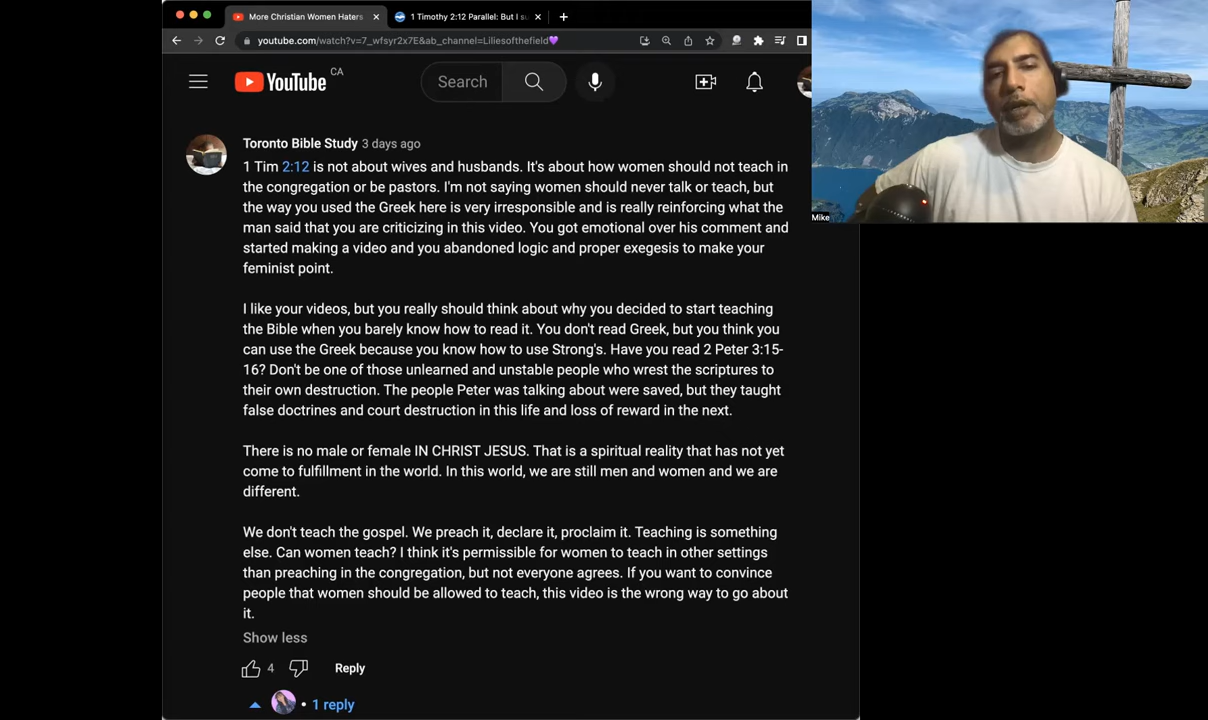 More Christian Women Haters
1 Timothy 2:12 Parallel: But I su
youtube.com/watch?v=7_wfsyr2x7E&ab_channel=Liliesofthefield💜
YouTube CA
Search
Mike
Toronto Bible Study 3 days ago
1 Tim 2:12 is not about wives and husbands. It's about how women should not teach in
the congregation or be pastors. I'm not saying women should never talk or teach, but
the way you used the Greek here is very irresponsible and is really reinforcing what the
man said that you are criticizing in this video. You got emotional over his comment and
started making a video and you abandoned logic and proper exegesis to make your
feminist point.
I like your videos, but you really should think about why you decided to start teaching
the Bible when you barely know how to read it. You don't read Greek, but you think you
can use the Greek because you know how to use Strong's. Have you read 2 Peter 3:15-
16? Don't be one of those unlearned and unstable people who wrest the scriptures to
their own destruction. The people Peter was talking about were saved, but they taught
false doctrines and court destruction in this life and loss of reward in the next.
There is no male or female IN CHRIST JESUS. That is a spiritual reality that has not yet
come to fulfillment in the world. In this world, we are still men and women and we are
different.
We don't teach the gospel. We preach it, declare it, proclaim it. Teaching is something
else. Can women teach? I think it's permissible for women to teach in other settings
than preaching in the congregation, but not everyone agrees. If you want to convince
people that women should be allowed to teach, this video is the wrong way to go about
it.
Show less
4 Reply
1 reply